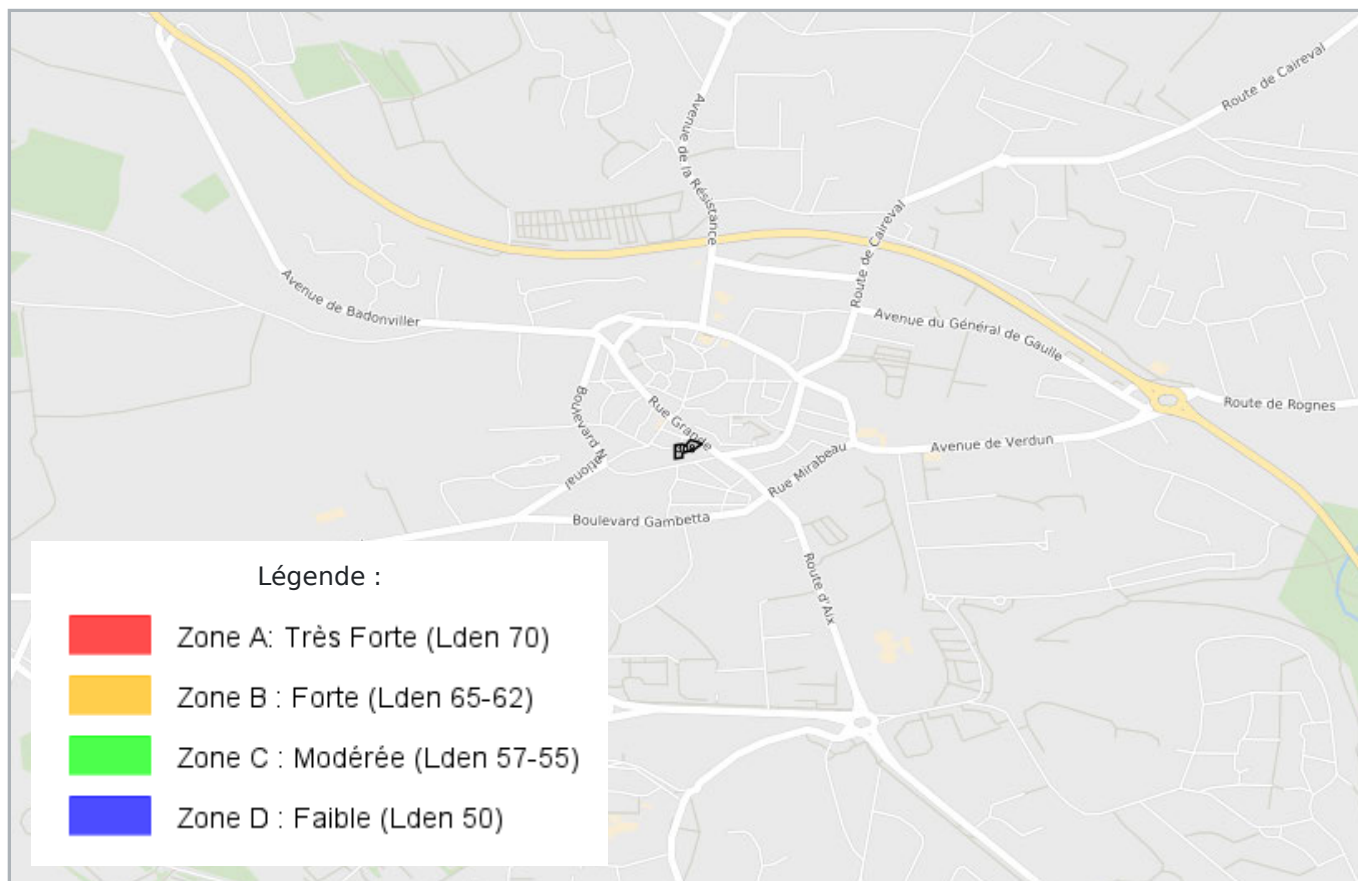 Route de Caireval
Avenue de la Résistance
Route de Caireval
Avenue de Badonviller
Avenue du Général de Gaulle
Boulevard National
Rue Grande
Route de Rognes
Avenue de Verdun
Rue Mirabeau
Boulevard Gambetta
Route d'Aix
Légende :
Zone A: Très Forte (Lden 70)
Zone B : Forte (Lden 65-62)
Zone C : Modérée (Lden 57-55)
Zone D : Faible (Lden 50)